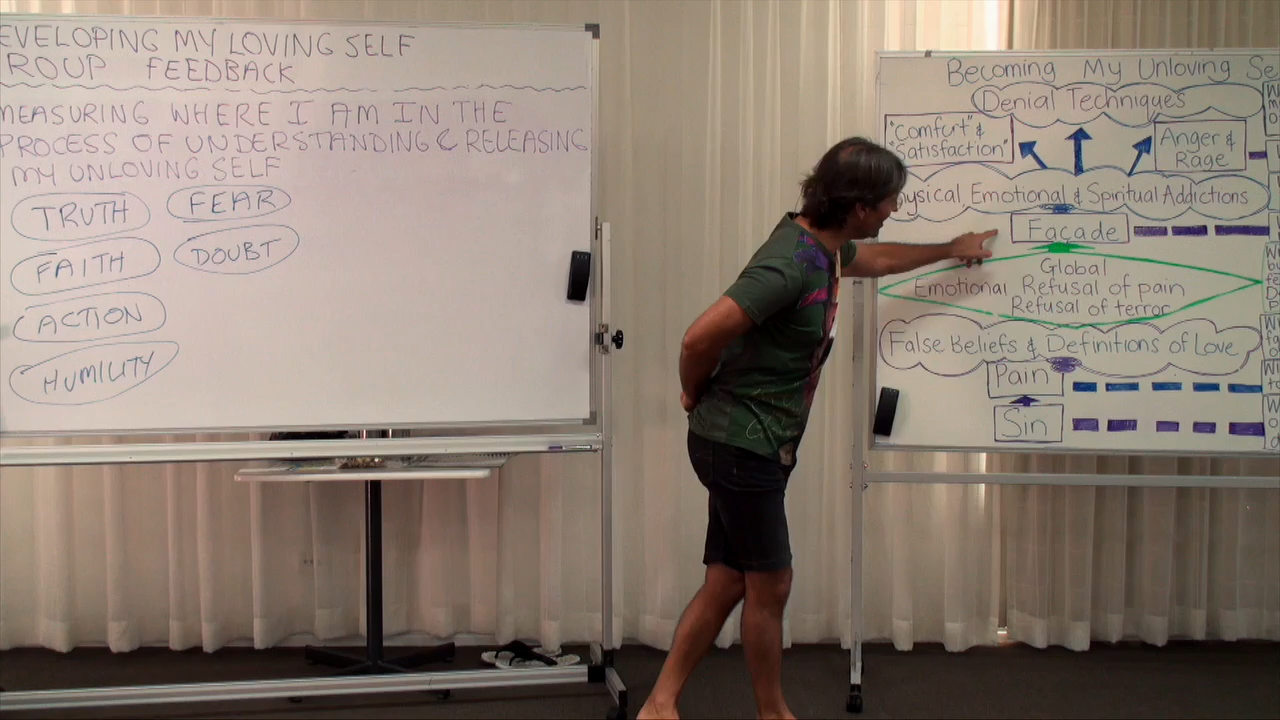 EVELOPING MY LOVING SELF
ROUP FEEDBACK
MEASURING WHERE I AM IN THE
PROCESS OF UNDERSTANDING & RELEASING
MY UNLOVING SELF
TRUTH
FEAR
FAITH
DOUBT
ACTION
HUMILITY
Becoming My Unloving Se
Denial Techniques
"Comfort" &
"Satisfaction"
Anger &
Rage
hysical, Emotional & Spiritual Addictions
Façade
Global
Emotional Refusal of pain
Refusal of terror
False Beliefs & Definitions of Love
Pain
Sin